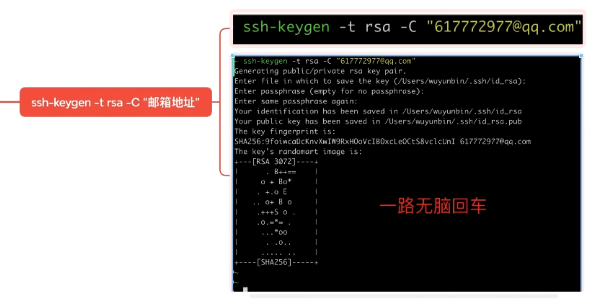 ssh-keygen -t rsa -C "邮箱地址"
ssh-keygen -t rsa -C "617772977@qq.com"
ssh-keygen -t rsa -C "617772977@qq.com"
Generating public/private rsa key pair.
Enter file in which to save the key (/Users/wuyunbin/.ssh/id_rsa):
Enter passphrase (empty for no passphrase):
Enter same passphrase again:
Your identification has been saved in /Users/wuyunbin/.ssh/id_rsa
Your public key has been saved in /Users/wuyunbin/.ssh/id_rsa.pub
The key fingerprint is:
617772977@qq.com
The key's randomart image is:
+---[RSA 3072]----+
| . B++== |
| o + Bo* |
| . +.o E |
| .. o+ B o |
| .+++S o . |
| .o.=*= . |
| ...*oo |
| . .o.. |
| ..... .. |
+----[SHA256]-----+
一路无脑回车